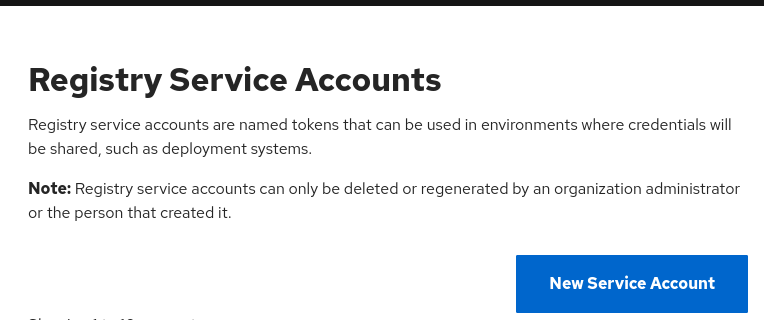 Registry Service Accounts
Registry service accounts are named tokens that can be used in environments where credentials will
be shared, such as deployment systems.
Note: Registry service accounts can only be deleted or regenerated by an organization administrator
or the person that created it.
New Service Account